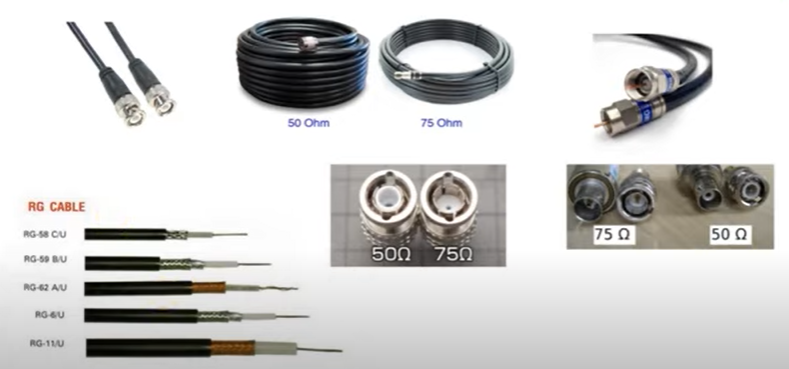 50 Ohm
75 Ohm
RG CABLE
RG-58 C/U
RG-59 B/U
RG-62 A/U
RG-6/U
RG-11/U
50Ω
75Ω
75 Ω
50 Ω